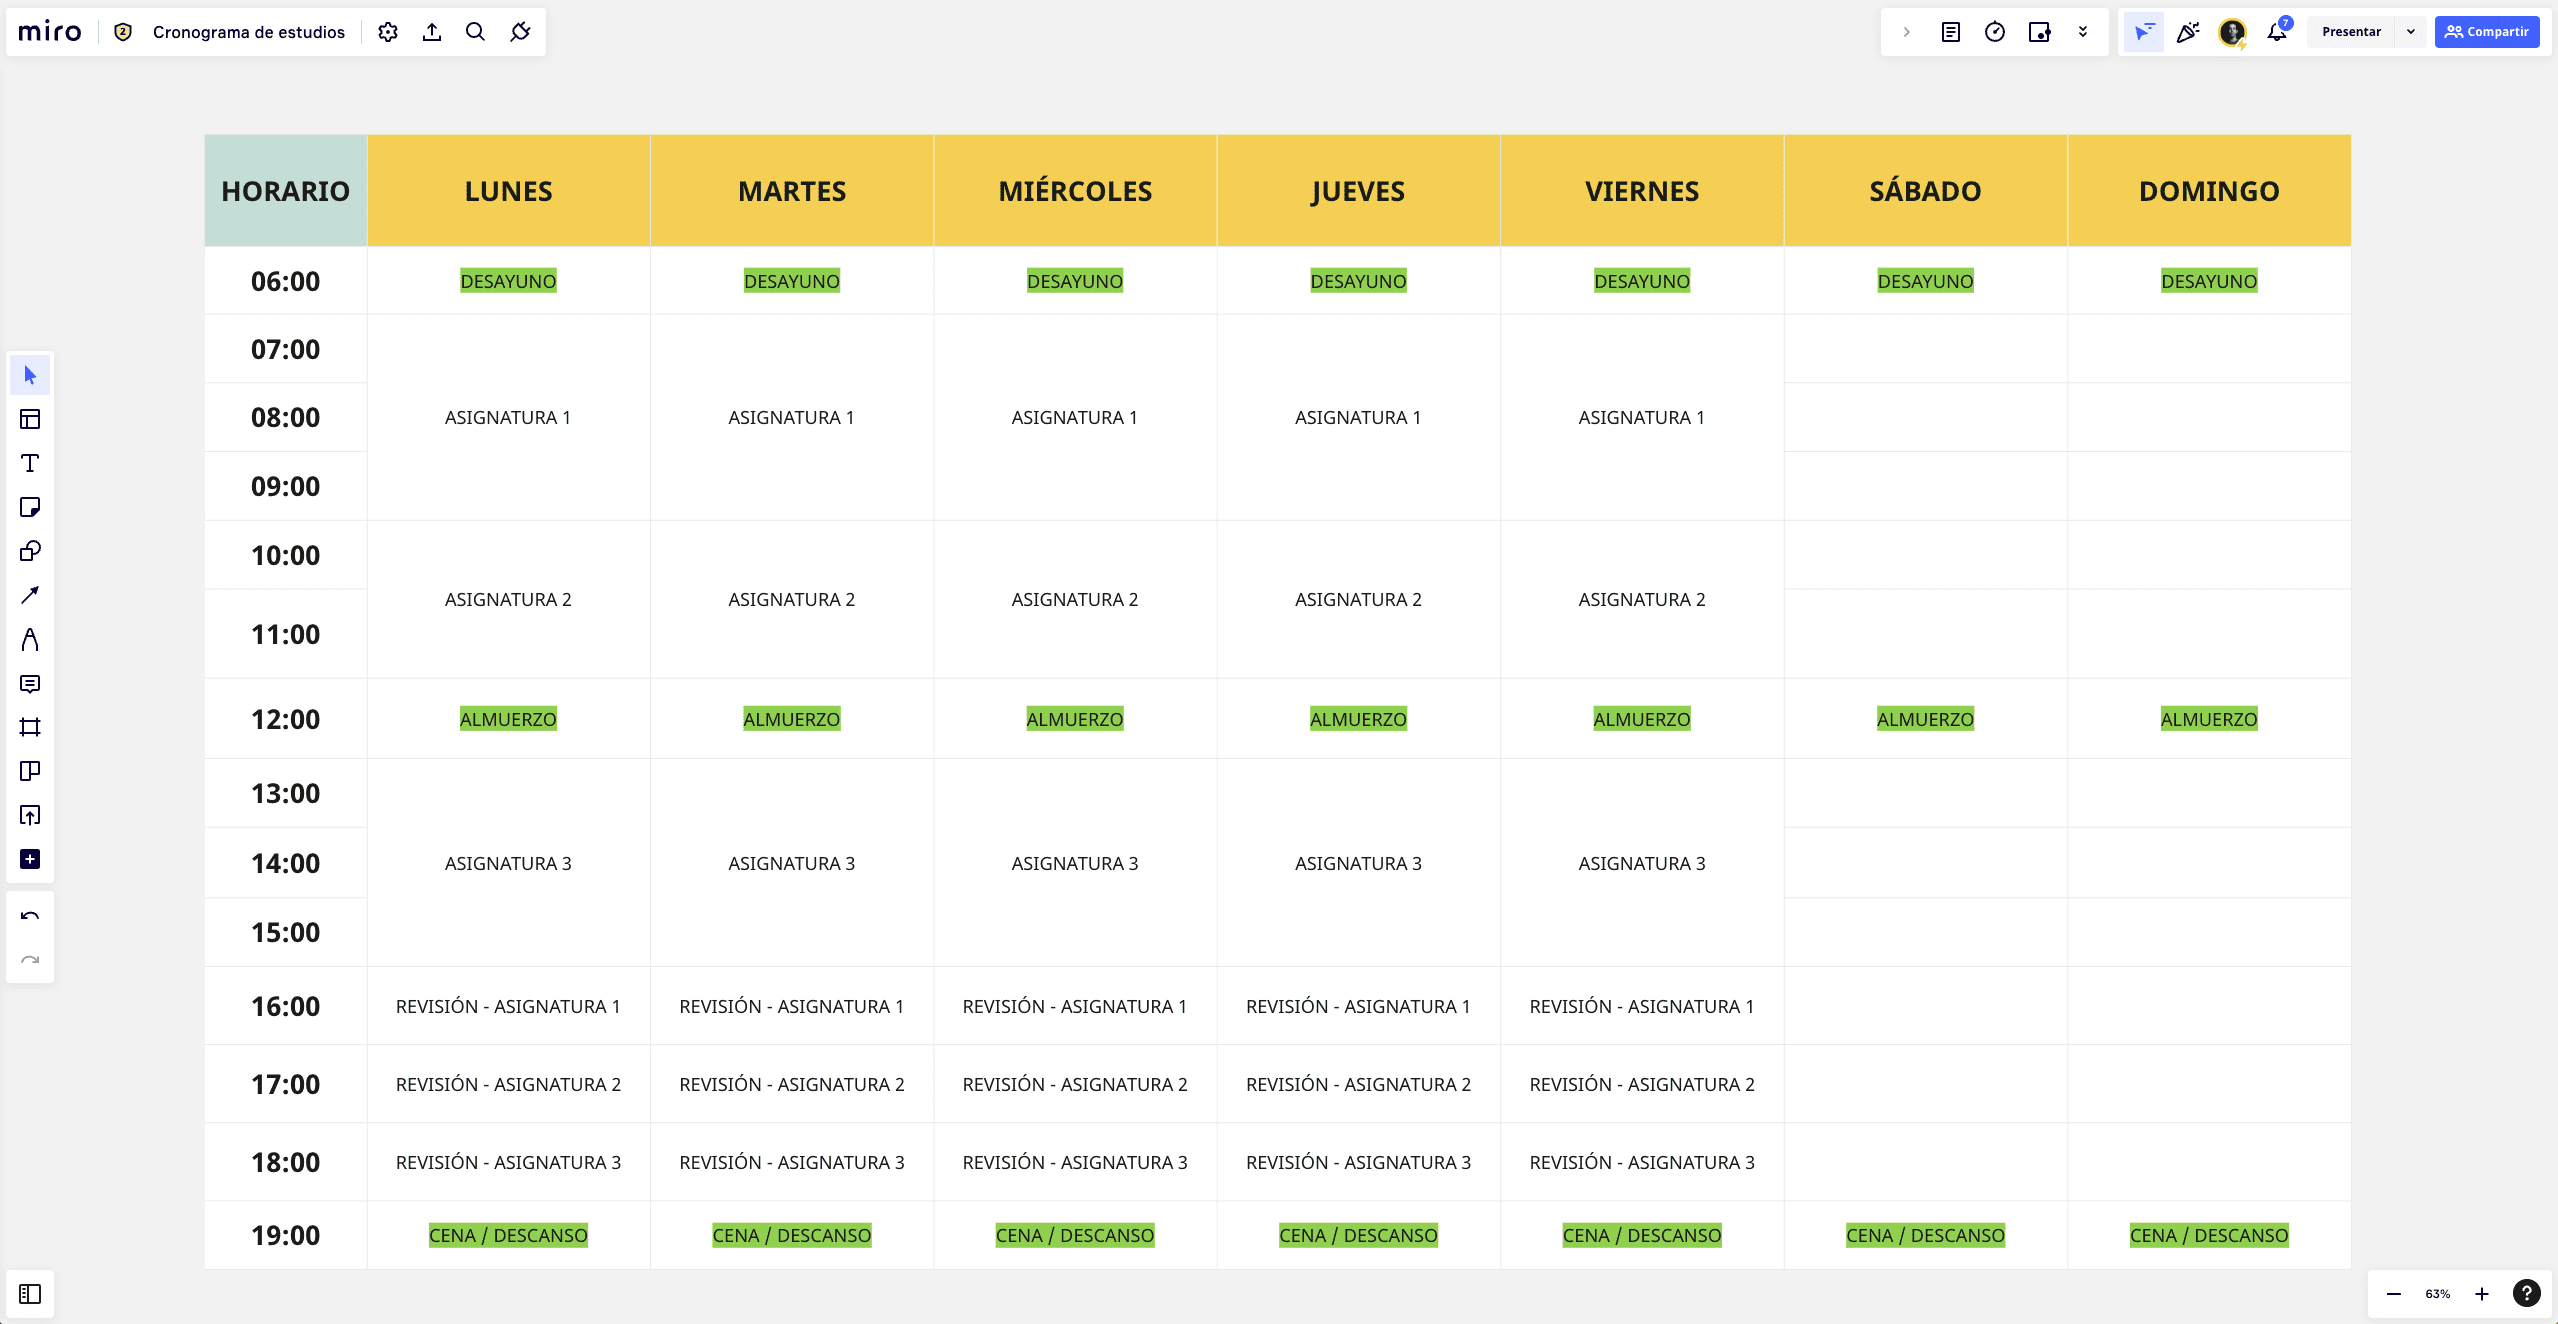 miro 2 Cronograma de estudios 7 Presentar Compartir
HORARIO LUNES MARTES MIÉRCOLES JUEVES VIERNES SÁBADO DOMINGO
06:00 DESAYUNO DESAYUNO DESAYUNO DESAYUNO DESAYUNO DESAYUNO DESAYUNO
07:00
08:00 ASIGNATURA 1 ASIGNATURA 1 ASIGNATURA 1 ASIGNATURA 1 ASIGNATURA 1
09:00
10:00
ASIGNATURA 2 ASIGNATURA 2 ASIGNATURA 2 ASIGNATURA 2 ASIGNATURA 2
11:00
12:00 ALMUERZO ALMUERZO ALMUERZO ALMUERZO ALMUERZO ALMUERZO ALMUERZO
13:00
14:00 ASIGNATURA 3 ASIGNATURA 3 ASIGNATURA 3 ASIGNATURA 3 ASIGNATURA 3
15:00
16:00 REVISIÓN - ASIGNATURA 1 REVISIÓN - ASIGNATURA 1 REVISIÓN - ASIGNATURA 1 REVISIÓN - ASIGNATURA 1 REVISIÓN - ASIGNATURA 1
17:00 REVISIÓN - ASIGNATURA 2 REVISIÓN - ASIGNATURA 2 REVISIÓN - ASIGNATURA 2 REVISIÓN - ASIGNATURA 2 REVISIÓN - ASIGNATURA 2
18:00 REVISIÓN - ASIGNATURA 3 REVISIÓN - ASIGNATURA 3 REVISIÓN - ASIGNATURA 3 REVISIÓN - ASIGNATURA 3 REVISIÓN - ASIGNATURA 3
19:00 CENA / DESCANSO CENA / DESCANSO CENA / DESCANSO CENA / DESCANSO CENA / DESCANSO CENA / DESCANSO CENA / DESCANSO
63% ?